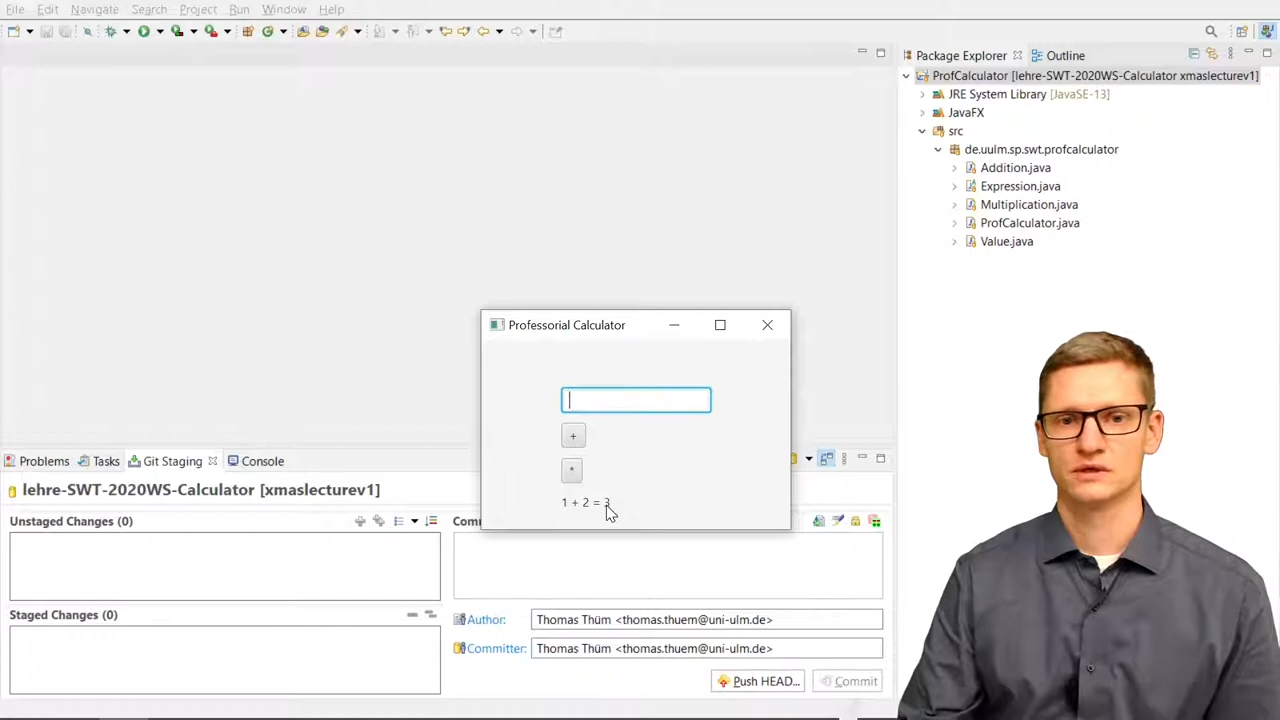 File Edit Navigate Search Project Run Window Help
Package Explorer Outline
ProfCalculator [lehre-SWT-2020WS-Calculator xmaslecturev1]
JRE System Library [JavaSE-13]
JavaFX
src
de.uulm.sp.swt.profcalculator
Addition.java
Expression.java
Multiplication.java
ProfCalculator.java
Value.java
Professorial Calculator
+
*
1 + 2 = 3
Problems Tasks Git Staging Console
lehre-SWT-2020WS-Calculator [xmaslecturev1]
Unstaged Changes (0)
Staged Changes (0)
Author: Thomas Thüm <thomas.thuem@uni-ulm.de>
Committer: Thomas Thüm <thomas.thuem@uni-ulm.de>
Push HEAD... Commit